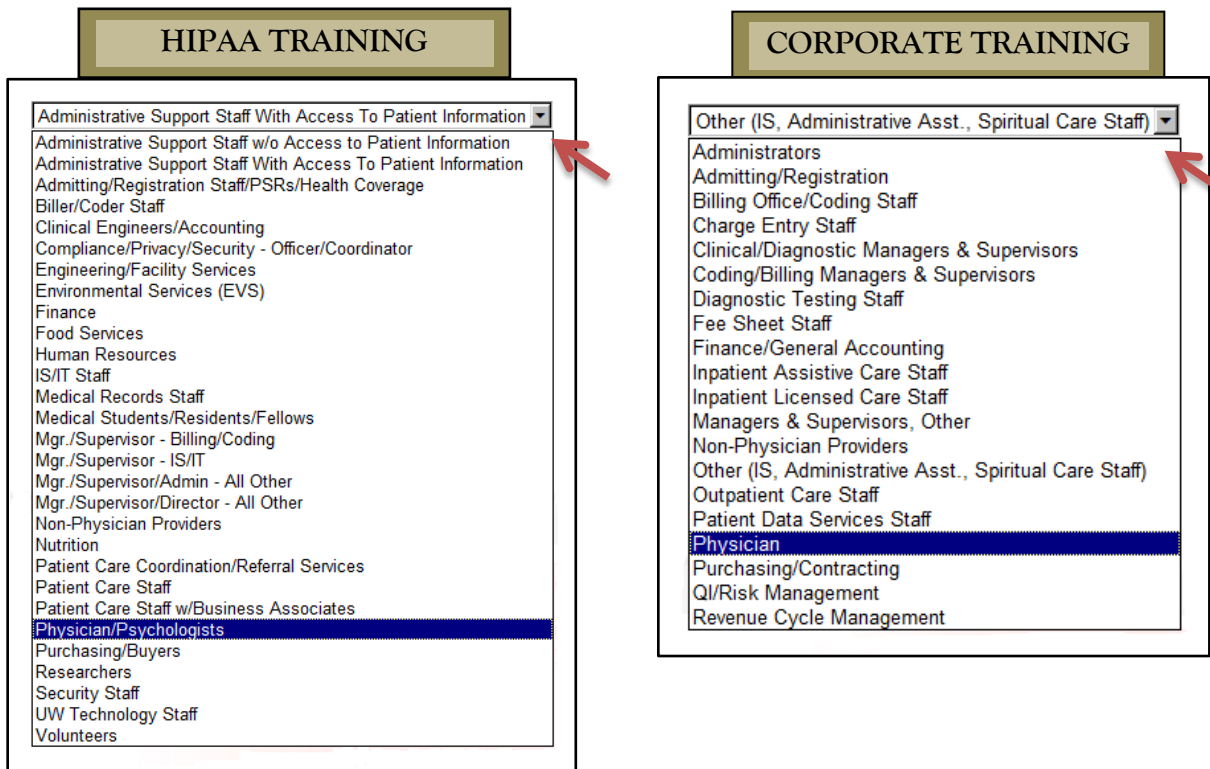 HIPAA TRAINING
Administrative Support Staff With Access To Patient Information
Administrative Support Staff w/o Access to Patient Information
Administrative Support Staff With Access To Patient Information
Admitting/Registration Staff/PSRs/Health Coverage
Biller/Coder Staff
Clinical Engineers/Accounting
Compliance/Privacy/Security - Officer/Coordinator
Engineering/Facility Services
Environmental Services (EVS)
Finance
Food Services
Human Resources
IS/IT Staff
Medical Records Staff
Medical Students/Residents/Fellows
Mgr./Supervisor - Billing/Coding
Mgr./Supervisor - IS/IT
Mgr./Supervisor/Admin - All Other
Mgr./Supervisor/Director - All Other
Non-Physician Providers
Nutrition
Patient Care Coordination/Referral Services
Patient Care Staff
Patient Care Staff w/Business Associates
Physician/Psychologists
Purchasing/Buyers
Researchers
Security Staff
UW Technology Staff
Volunteers
CORPORATE TRAINING
Other (IS, Administrative Asst., Spiritual Care Staff)
Administrators
Admitting/Registration
Billing Office/Coding Staff
Charge Entry Staff
Clinical/Diagnostic Managers & Supervisors
Coding/Billing Managers & Supervisors
Diagnostic Testing Staff
Fee Sheet Staff
Finance/General Accounting
Inpatient Assistive Care Staff
Inpatient Licensed Care Staff
Managers & Supervisors, Other
Non-Physician Providers
Other (IS, Administrative Asst., Spiritual Care Staff)
Outpatient Care Staff
Patient Data Services Staff
Physician
Purchasing/Contracting
QI/Risk Management
Revenue Cycle Management